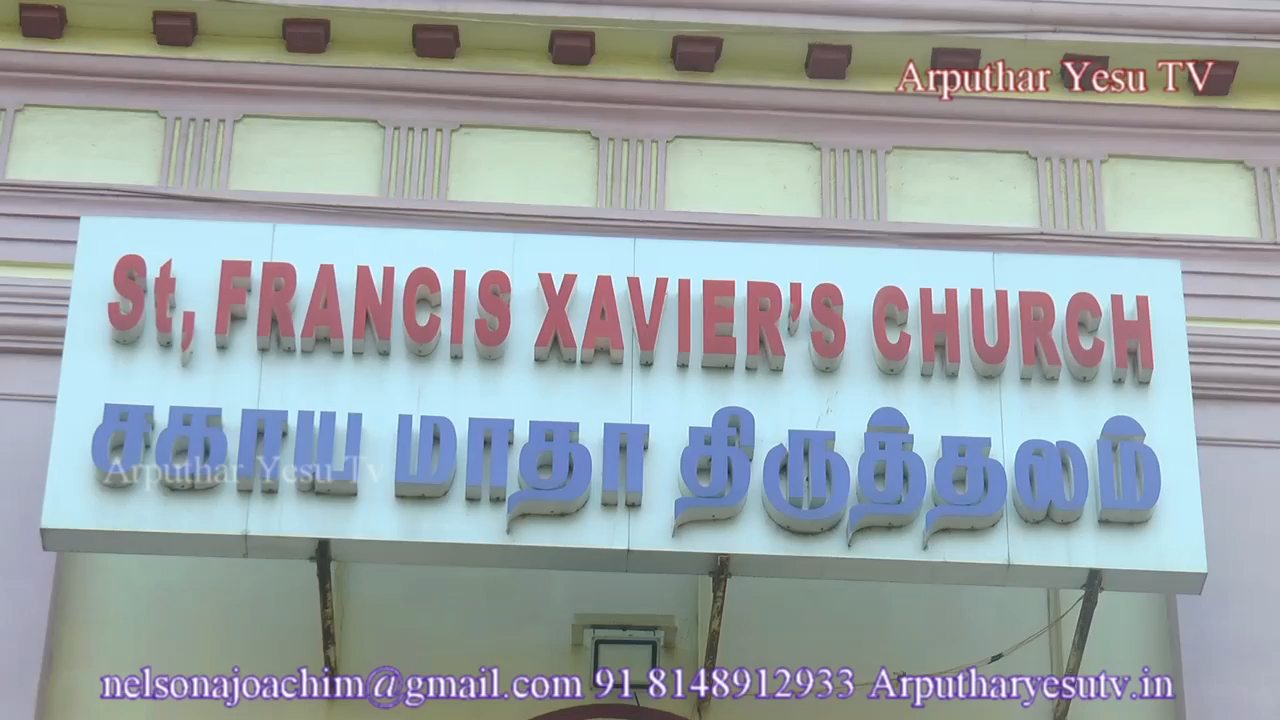 Arputhar Yesu TV
St, FRANCIS XAVIER'S CHURCH
சகாய மாதா திருத்தலம்
Arputhar Yesu Tv
nelsonajoachim@gmail.com 91 8148912933 Arputharyesutv.in